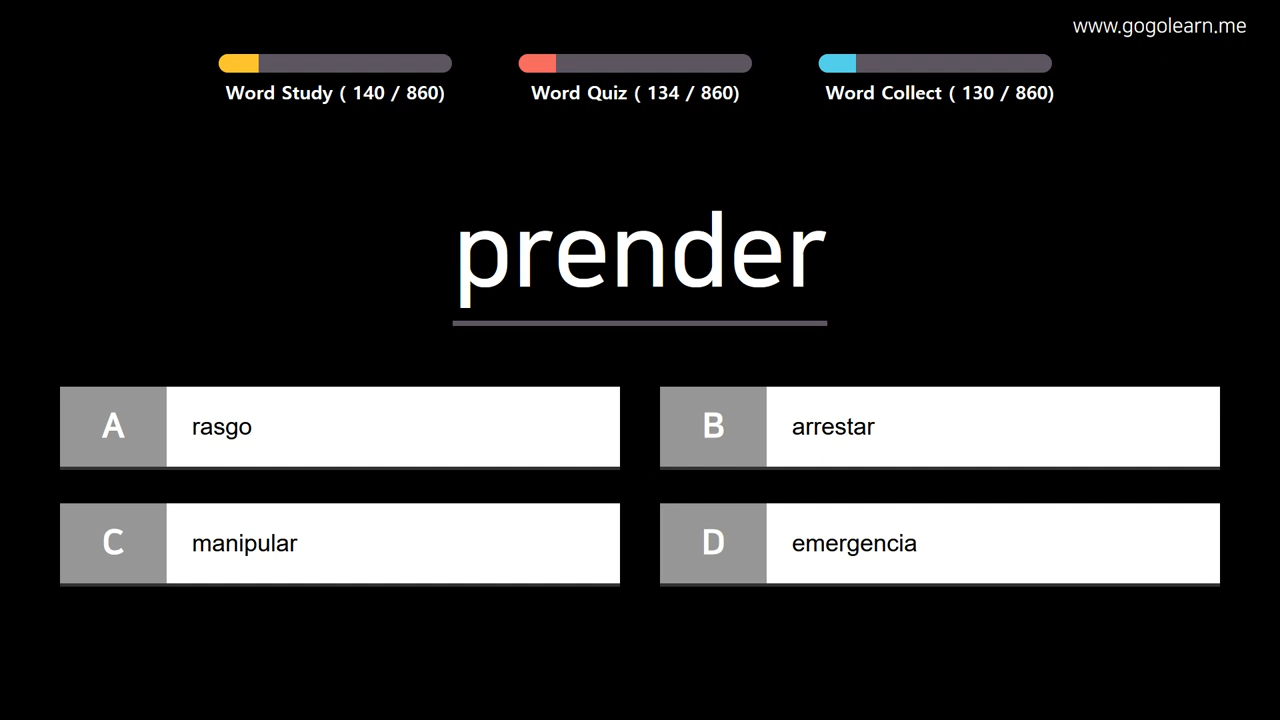 www.gogolearn.me
Word Study ( 140 / 860)
Word Quiz ( 134 / 860)
Word Collect ( 130 / 860)
prender
A rasgo
B arrestar
C manipular
D emergencia